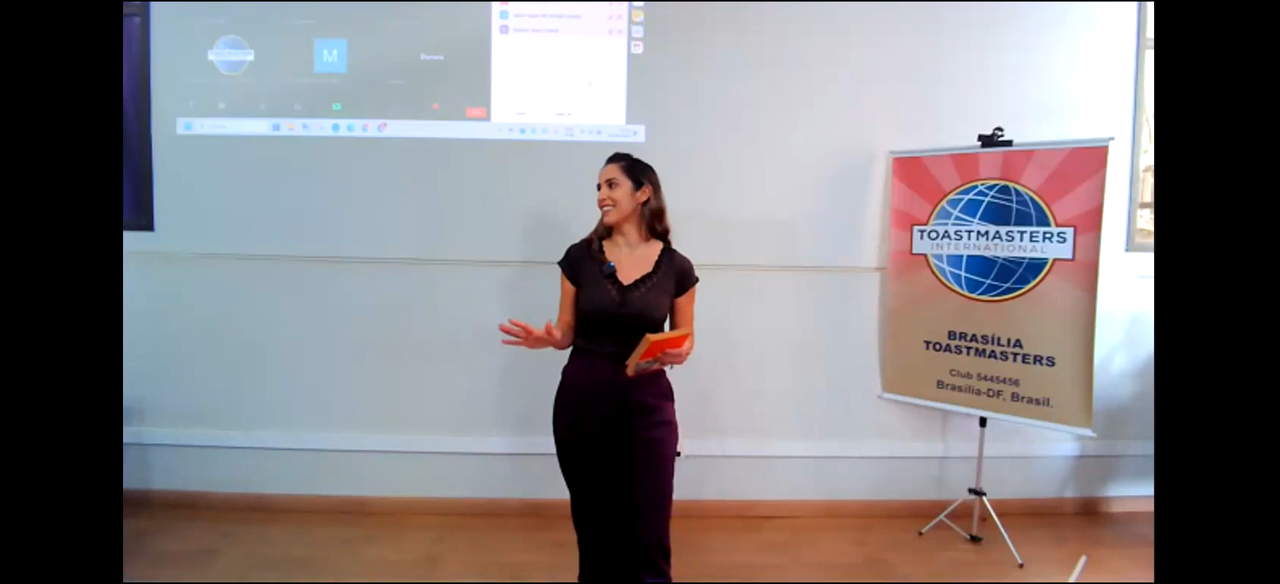 M
TOASTMASTERS
INTERNATIONAL
BRASÍLIA
TOASTMASTERS
Club 5445456
Brasília-DF, Brasil.